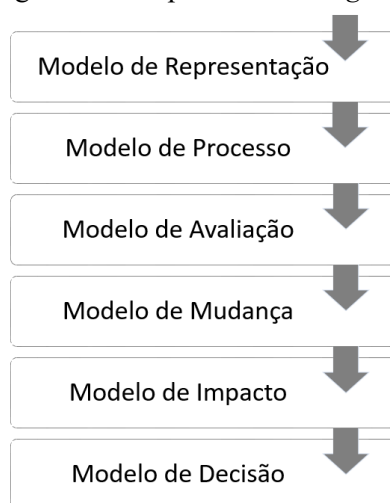 Modelo de Representação
Modelo de Processo
Modelo de Avaliação
Modelo de Mudança
Modelo de Impacto
Modelo de Decisão